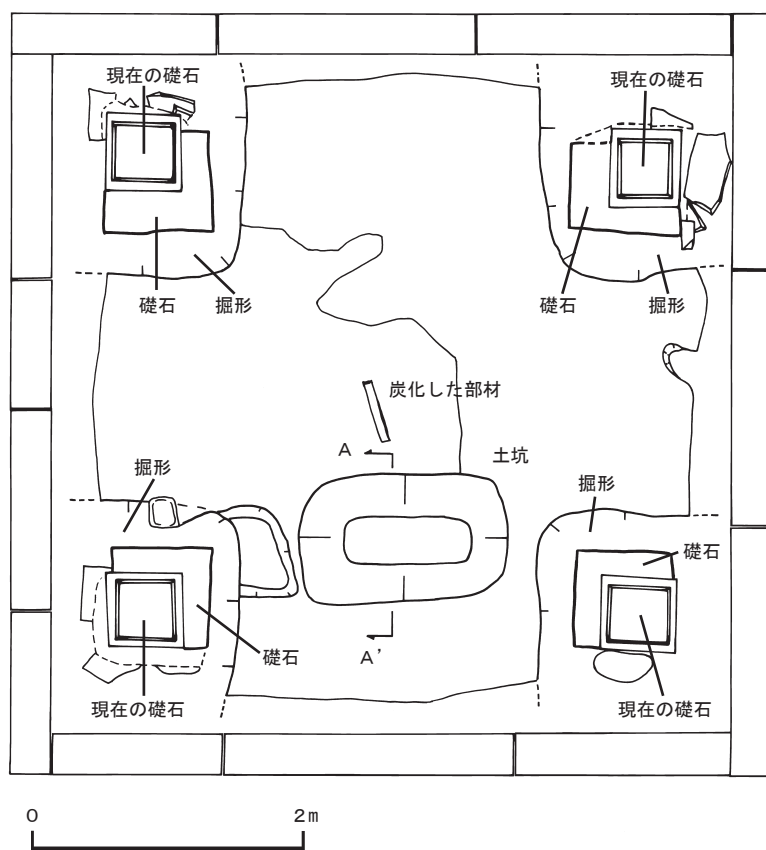 現在の礎石
現在の礎石
礎石
掘形
礎石
掘形
炭化した部材
A
土坑
掘形
掘形
礎石
礎石
A’
現在の礎石
現在の礎石
0
2m